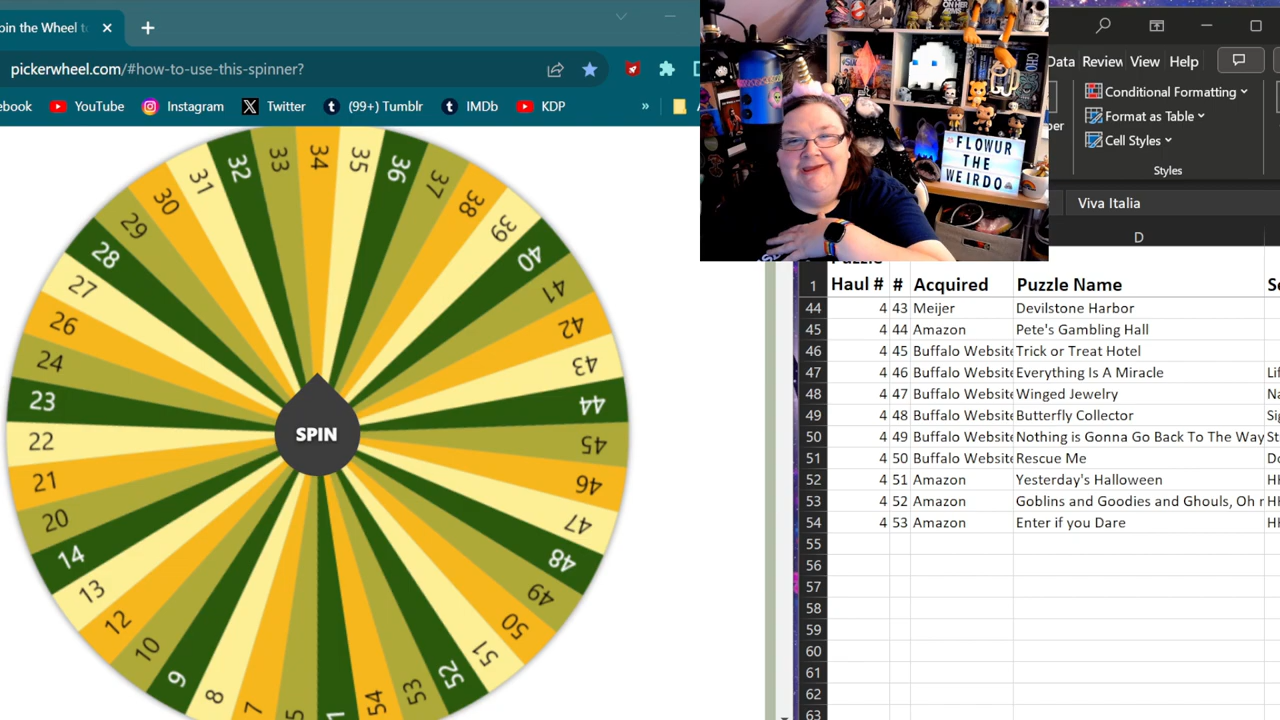 pin the Wheel to
pickerwheel.com/#how-to-use-this-spinner?
ebook YouTube Instagram Twitter (99+) Tumblr IMDb KDP »
32 33 34 35 36 37 38 39 40 41 42 43 44 45 46 47 48 49 50 51 52 53 54 1 5 7 8 9 10 12 13 14 20 21 22 23 24 26 27 28 29 30 31
SPIN
FLOWUR
THE
WEIRDO
Data Review View Help
Conditional Formatting
Format as Table
Cell Styles
Styles
Viva Italia
D
1 Haul # # Acquired Puzzle Name
44 4 43 Meijer Devilstone Harbor
45 4 44 Amazon Pete's Gambling Hall
46 4 45 Buffalo Website Trick or Treat Hotel
47 4 46 Buffalo Website Everything Is A Miracle
48 4 47 Buffalo Website Winged Jewelry
49 4 48 Buffalo Website Butterfly Collector
50 4 49 Buffalo Website Nothing is Gonna Go Back To The Way
51 4 50 Buffalo Website Rescue Me
52 4 51 Amazon Yesterday's Halloween
53 4 52 Amazon Goblins and Goodies and Ghouls, Oh
54 4 53 Amazon Enter if you Dare
55
56
57
58
59
60
61
62
63